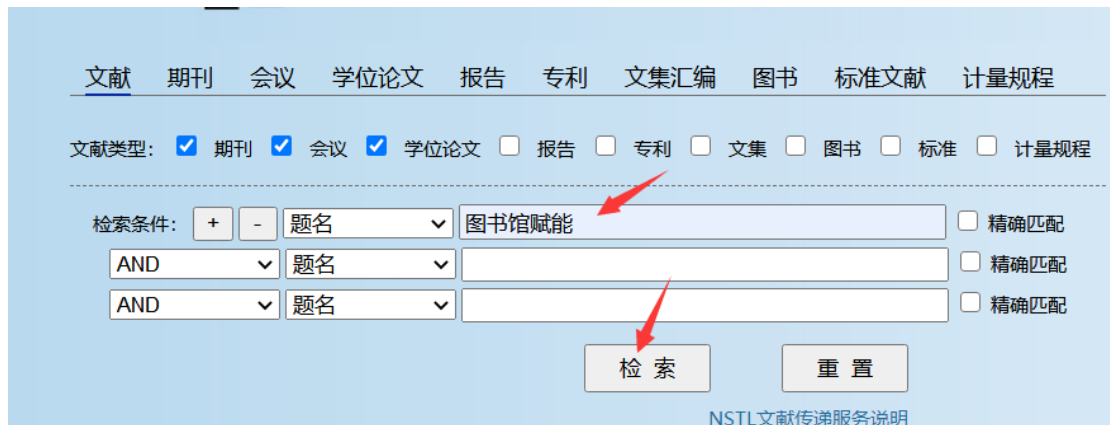 文献 期刊 会议 学位论文 报告 专利 文集汇编 图书 标准文献 计量规程
文献类型: 期刊 会议 学位论文 报告 专利 文集 图书 标准 计量规程
检索条件: + - 题名 图书馆赋能 精确匹配
AND 题名 精确匹配
AND 题名 精确匹配
检 索 重 置
NSTL文献传递服务说明